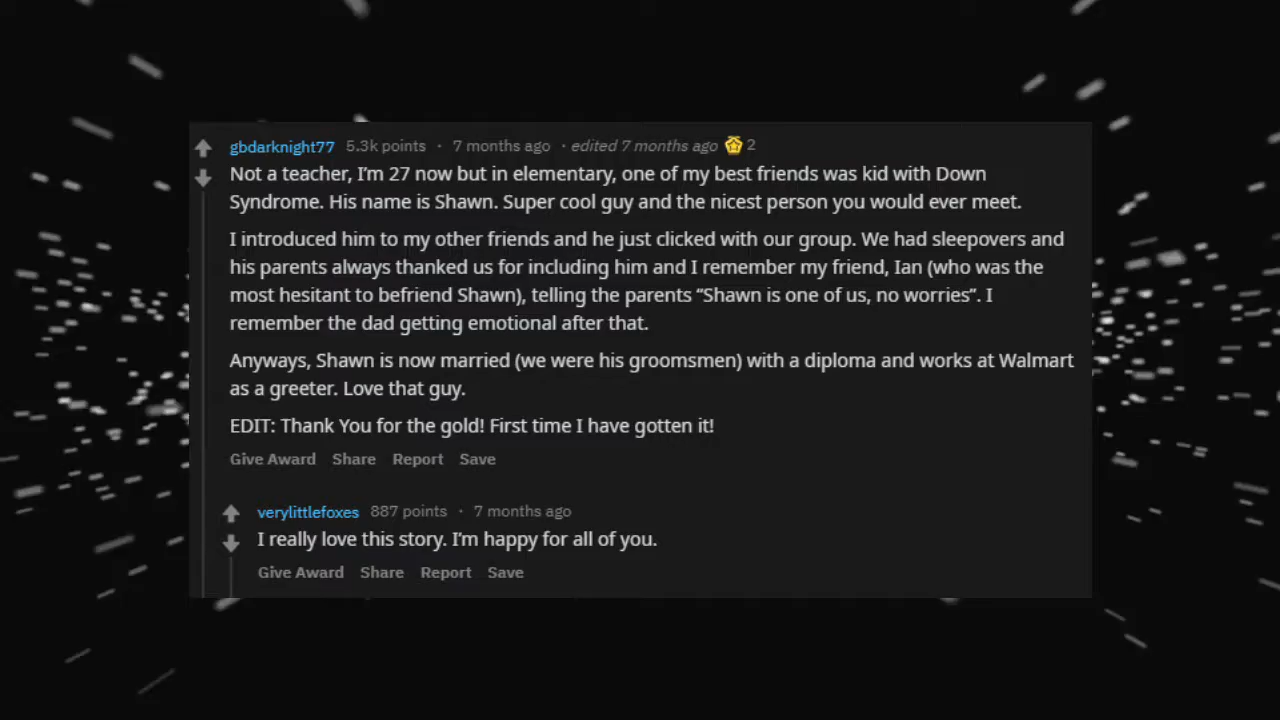 gbdarknight77 5.3k points · 7 months ago · edited 7 months ago 2
Not a teacher, I'm 27 now but in elementary, one of my best friends was kid with Down
Syndrome. His name is Shawn. Super cool guy and the nicest person you would ever meet.
I introduced him to my other friends and he just clicked with our group. We had sleepovers and
his parents always thanked us for including him and I remember my friend, Ian (who was the
most hesitant to befriend Shawn), telling the parents “Shawn is one of us, no worries”. I
remember the dad getting emotional after that.
Anyways, Shawn is now married (we were his groomsmen) with a diploma and works at Walmart
as a greeter. Love that guy.
EDIT: Thank You for the gold! First time I have gotten it!
Give Award Share Report Save
verylittlefoxes 887 points · 7 months ago
I really love this story. I'm happy for all of you.
Give Award Share Report Save